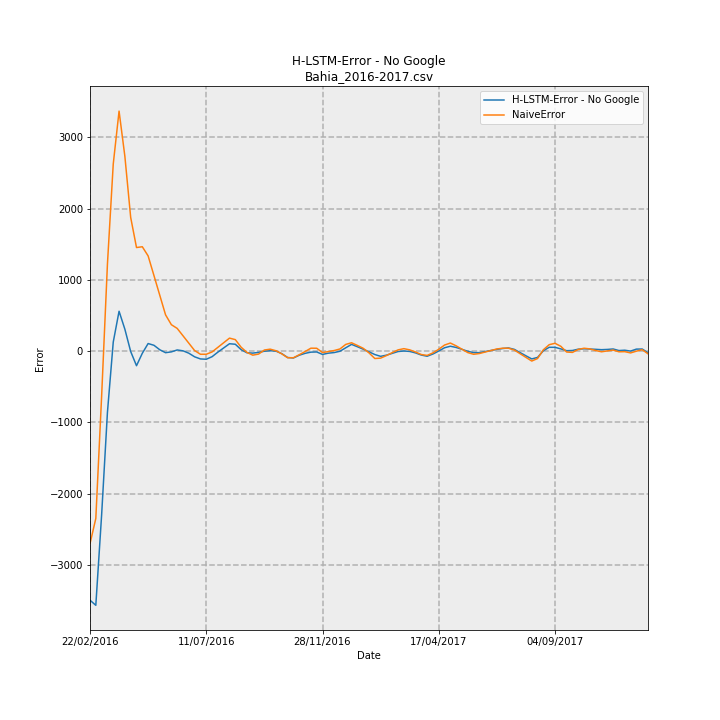 H-LSTM-Error - No Google
Bahia_2016-2017.csv
H-LSTM-Error - No Google
NaiveError
3000
2000
1000
0
−1000
−2000
−3000
Error
22/02/2016
11/07/2016
28/11/2016
17/04/2017
04/09/2017
Date